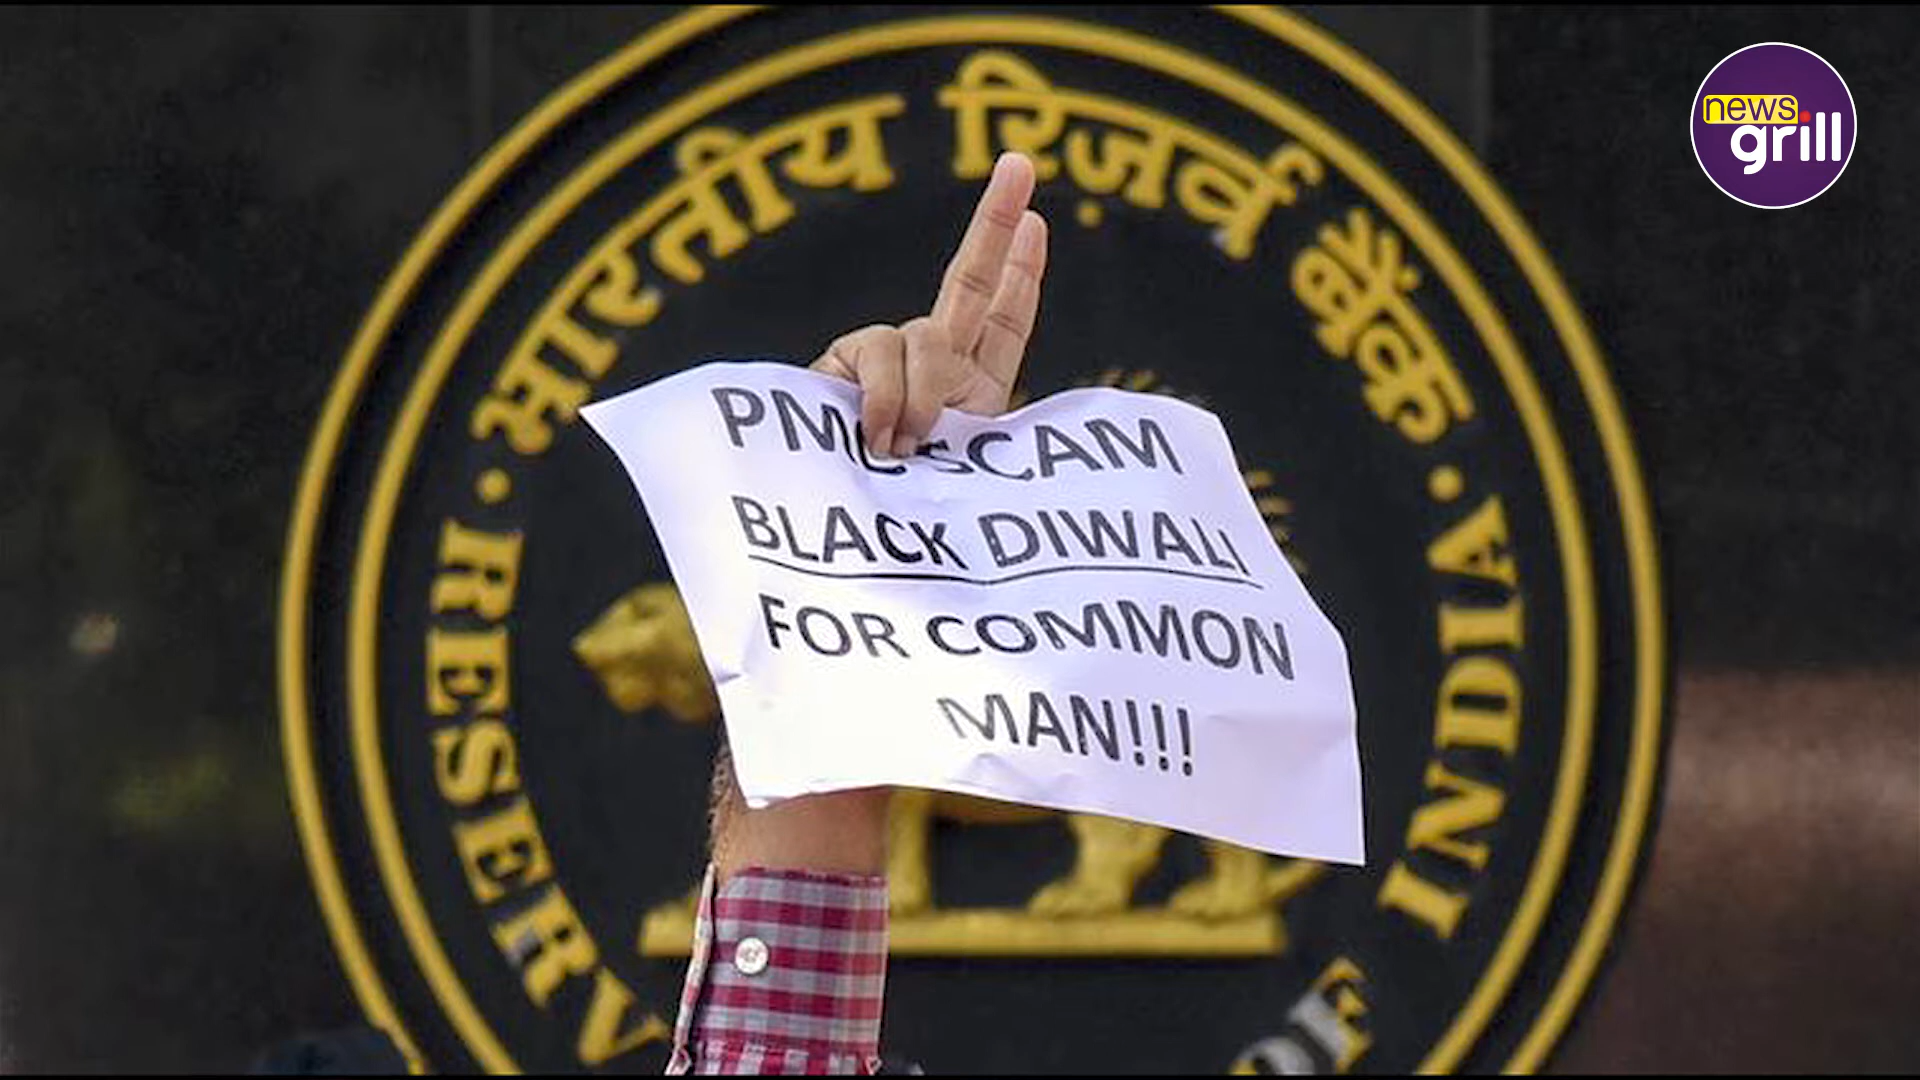 news
grill
भारतीय रिज़र्व बैंक
RESERV
OF INDIA
PMC SCAM
BLACK DIWALI
FOR COMMON
MAN!!!